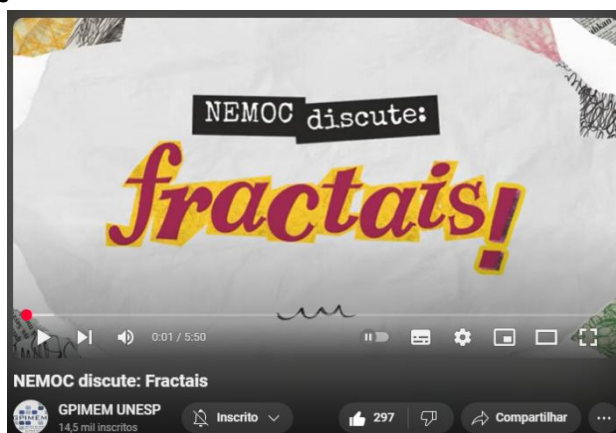 NEMOC discute:
fractais!
0:01 / 5:50
NEMOC discute: Fractais
GPIMEM
GPIMEM UNESP
14,5 mil inscritos
Inscrito
297
Compartilhar